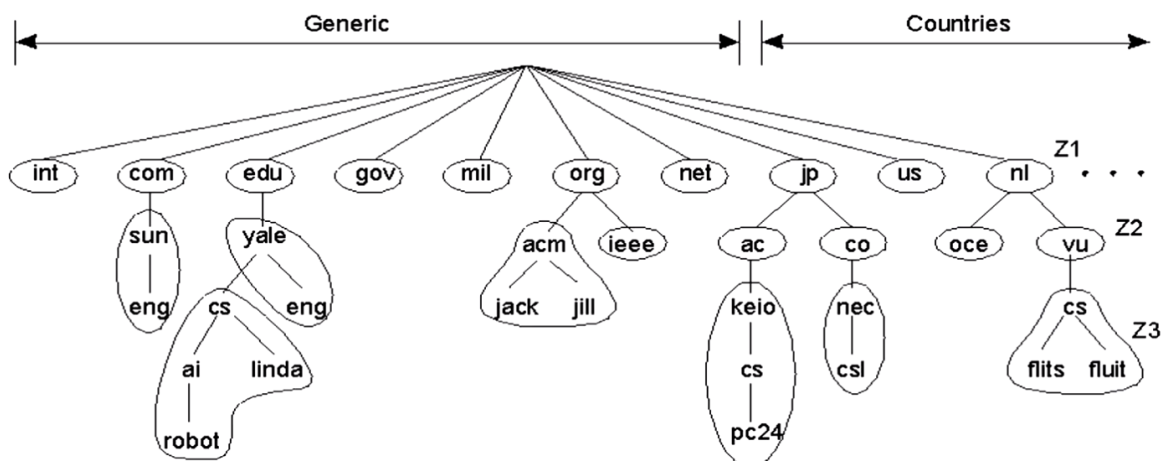 Generic Countries
int com edu gov mil org net jp us nl Z1 . . .
sun yale acm ieee ac co oce vu Z2
eng cs eng jack jill keio nec cs Z3
ai linda cs csl flits fluit
robot pc24